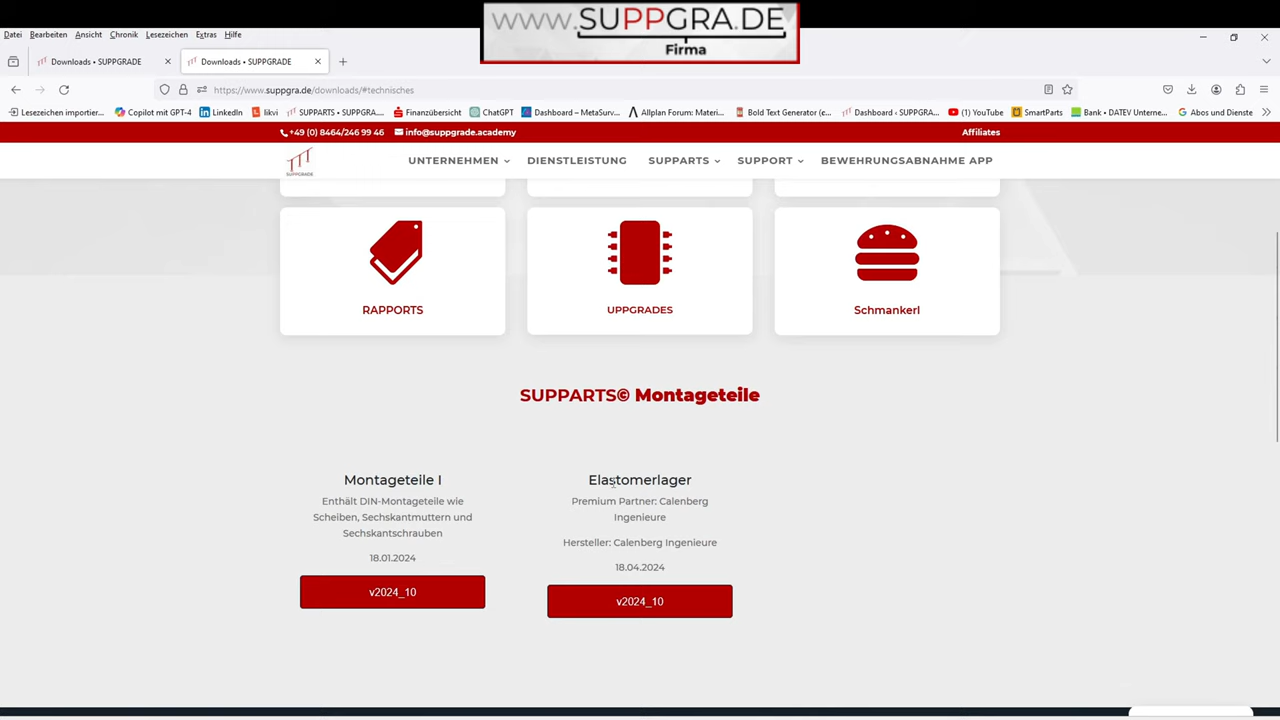 www.SUPPGRA.DE
Firma
Datei Bearbeiten Ansicht Chronik Lesezeichen Extras Hilfe
Downloads • SUPPGRADE
Downloads • SUPPGRADE
https://www.suppgra.de/downloads/#technisches
Lesezeichen importier...
Copilot mit GPT-4
LinkedIn
likvi
SUPPARTS • SUPPGRA...
Finanzübersicht
ChatGPT
Dashboard – MetaSurv...
Allplan Forum: Materi...
Bold Text Generator (e...
Dashboard ‹ SUPPGRA...
(1) YouTube
SmartParts
Bank • DATEV Unterne...
Abos und Dienste
+49 (0) 8464/246 99 46 info@suppgrade.academy Affiliates
SUPPGRADE
UNTERNEHMEN DIENSTLEISTUNG SUPPARTS SUPPORT BEWEHRUNGSABNAHME APP
RAPPORTS
UPPGRADES
Schmankerl
SUPPARTS© Montageteile
Montageteile I
Enthält DIN-Montageteile wie
Scheiben, Sechskantmuttern und
Sechskantschrauben
18.01.2024
v2024_10
Elastomerlager
Premium Partner: Calenberg
Ingenieure
Hersteller: Calenberg Ingenieure
18.04.2024
v2024_10